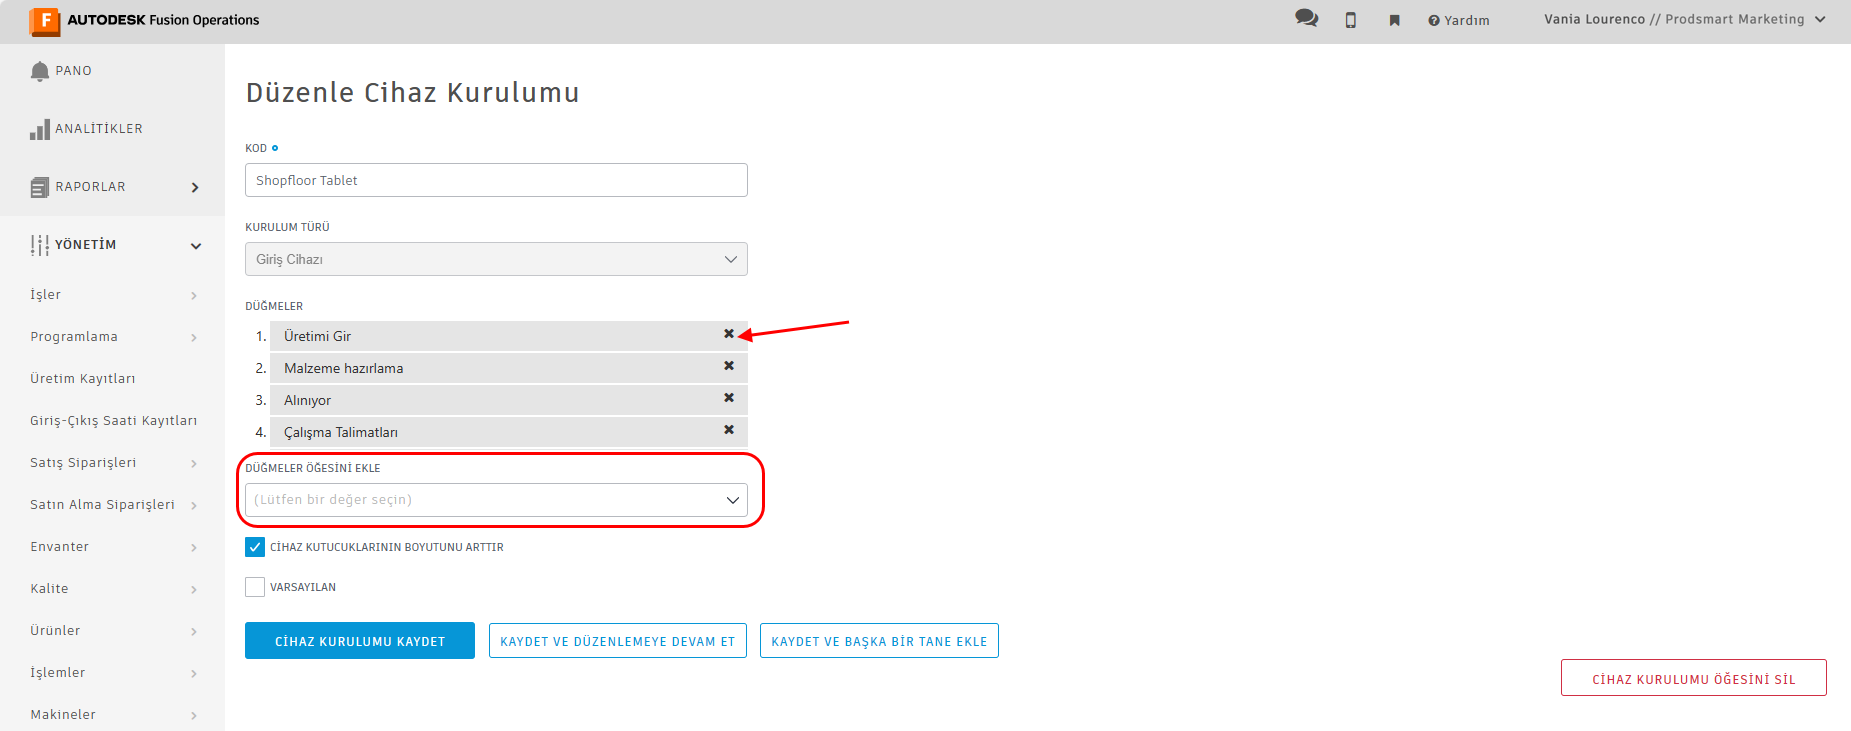 AUTODESK Fusion Operations
Yardım
Vania Lourenco // Prodsmart Marketing
PANO
ANALİTİKLER
RAPORLAR
YÖNETİM
İşler
Programlama
Üretim Kayıtları
Giriş-Çıkış Saati Kayıtları
Satış Siparişleri
Satın Alma Siparişleri
Envanter
Kalite
Ürünler
İşlemler
Makineler
Düzenle Cihaz Kurulumu
KOD
Shopfloor Tablet
KURULUM TÜRÜ
Giriş Cihazı
DÜĞMELER
1. Üretimi Gir
2. Malzeme hazırlama
3. Alınıyor
4. Çalışma Talimatları
DÜĞMELER ÖĞESİNİ EKLE
(Lütfen bir değer seçin)
CİHAZ KUTUCUKLARININ BOYUTUNU ARTTIR
VARSAYILAN
CİHAZ KURULUMU KAYDET
KAYDET VE DÜZENLEMEYE DEVAM ET
KAYDET VE BAŞKA BİR TANE EKLE
CİHAZ KURULUMU ÖĞESİNİ SİL